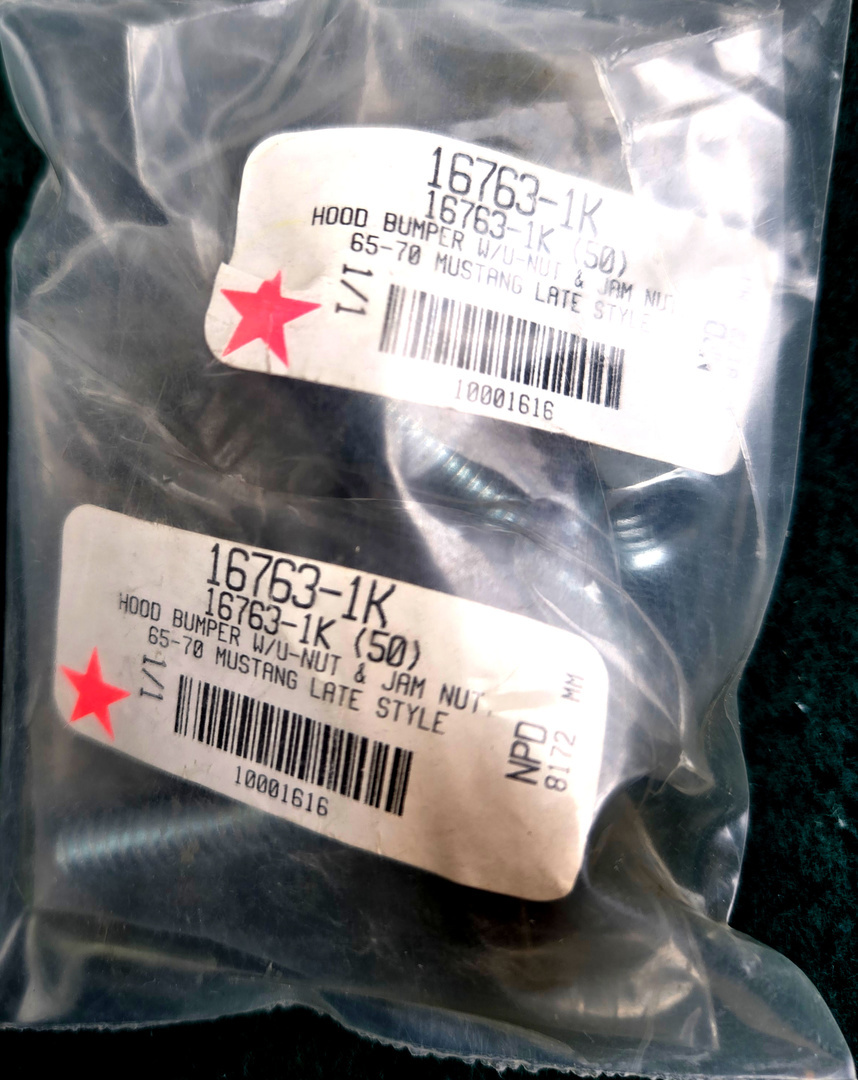 16763-1K
16763-1K (50)
HOOD BUMPER W/U-NUT & JAM NUT
65-70 MUSTANG LATE STYLE
1/1
10001616
NPD
16763-1K
16763-1K (50)
HOOD BUMPER W/U-NUT & JAM NUT,
65-70 MUSTANG LATE STYLE
1/1
10001616
NPD
8172 MM